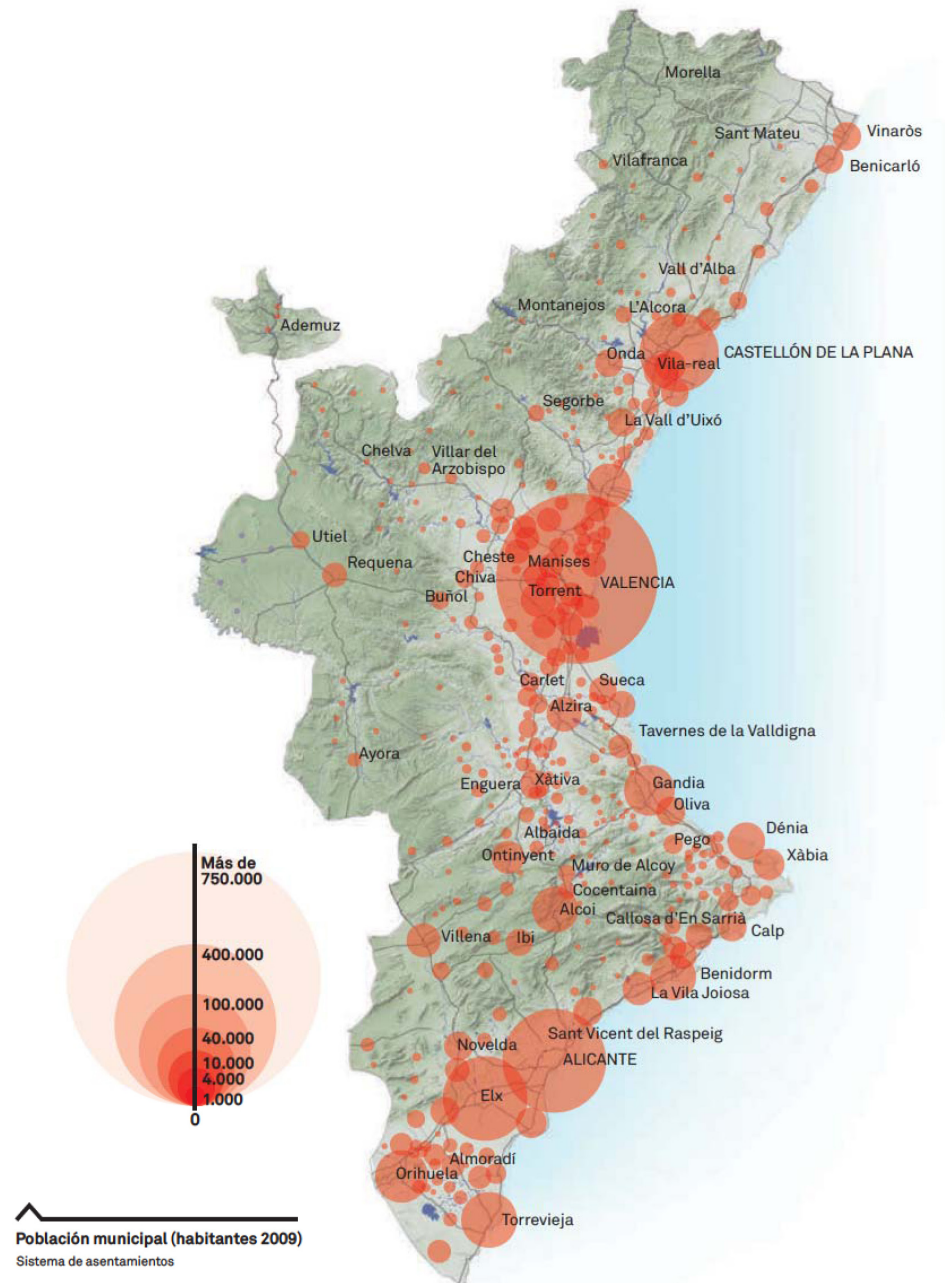 Morella
Sant Mateu
Vinaròs
Vilafranca
Benicarló
Vall d'Alba
Montanejos
L'Alcora
Ademuz
Onda
CASTELLÓN DE LA PLANA
Vila-real
Segorbe
La Vall d'Uixó
Chelva
Villar del
Arzobispo
Utiel
Requena
Cheste
Manises
Chiva
Torrent
VALENCIA
Buñol
Carlet
Sueca
Alzira
Tavernes de la Valldigna
Ayora
Enguera
Xàtiva
Gandia
Oliva
Albaida
Pego
Dénia
Ontinyent
Muro de Alcoy
Xàbia
Cocentaina
Alcoi
Callosa d'En Sarrià
Calp
Villena
Ibi
Benidorm
La Vila Joiosa
Sant Vicent del Raspeig
Novelda
ALICANTE
Elx
Almoradí
Orihuela
Torrevieja
Más de
750.000
400.000
100.000
40.000
10.000
4.000
1.000
0
Población municipal (habitantes 2009)
Sistema de asentamientos